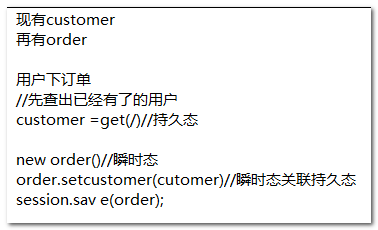 现有customer
再有order
用户下订单
//先查出已经有了的用户
customer =get(/)//持久态
new order()//瞬时态
order.setcustomer(cutomer)//瞬时态关联持久态
session.sav e(order);